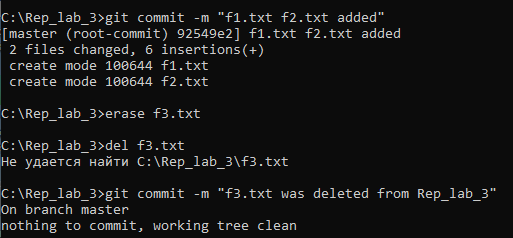 C:\Rep_lab_3>git commit -m "f1.txt f2.txt added"
[master (root-commit) 92549e2] f1.txt f2.txt added
 2 files changed, 6 insertions(+)
 create mode 100644 f1.txt
 create mode 100644 f2.txt

C:\Rep_lab_3>erase f3.txt

C:\Rep_lab_3>del f3.txt
Не удается найти C:\Rep_lab_3\f3.txt

C:\Rep_lab_3>git commit -m "f3.txt was deleted from Rep_lab_3"
On branch master
nothing to commit, working tree clean